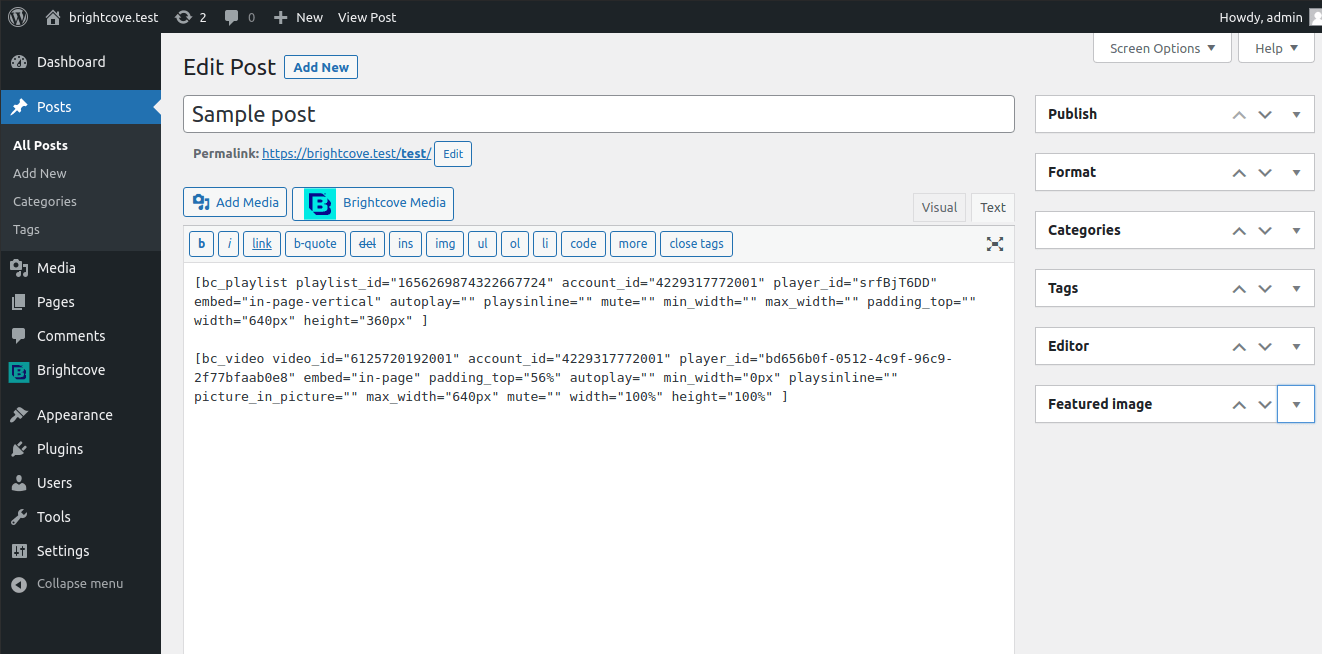 brightcove.test
2
0
New
View Post
Howdy, admin
Dashboard
Posts
All Posts
Add New
Categories
Tags
Media
Pages
Comments
Brightcove
Appearance
Plugins
Users
Tools
Settings
Collapse menu
Screen Options
Help
Edit Post
Add New
Sample post
Permalink: https://brightcove.test/test/
Edit
Add Media
Brightcove Media
Visual
Text
b
i
link
b-quote
del
ins
img
ul
ol
li
code
more
close tags
[bc_playlist playlist_id="1656269874322667724" account_id="4229317772001" player_id="srfBjT6DD"
embed="in-page-vertical" autoplay="" playsinline="" mute="" min_width="" max_width="" padding_top=""
width="640px" height="360px" ]
[bc_video video_id="6125720192001" account_id="4229317772001" player_id="bd656b0f-0512-4c9f-96c9-
2f77bfaab0e8" embed="in-page" padding_top="56%" autoplay="" min_width="0px" playsinline=""
picture_in_picture="" max_width="640px" mute="" width="100%" height="100%" ]
Publish
Format
Categories
Tags
Editor
Featured image